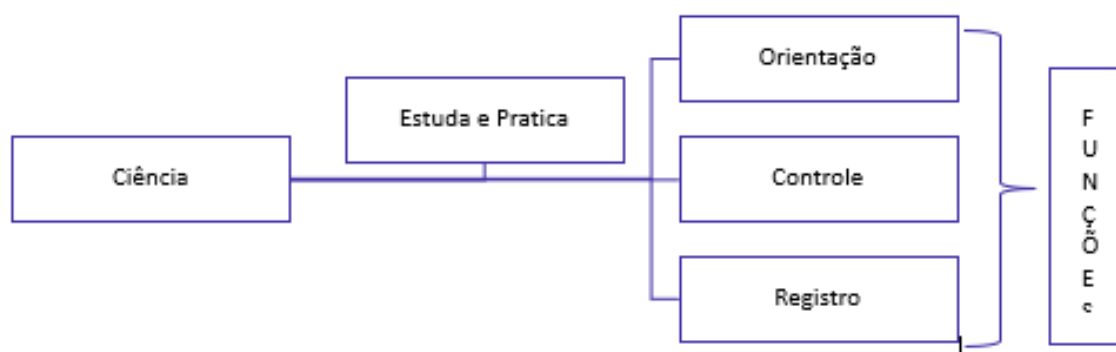 Orientação
Estuda e Pratica
Ciência
Controle
Registro
F
U
N
Ç
Õ
E
s